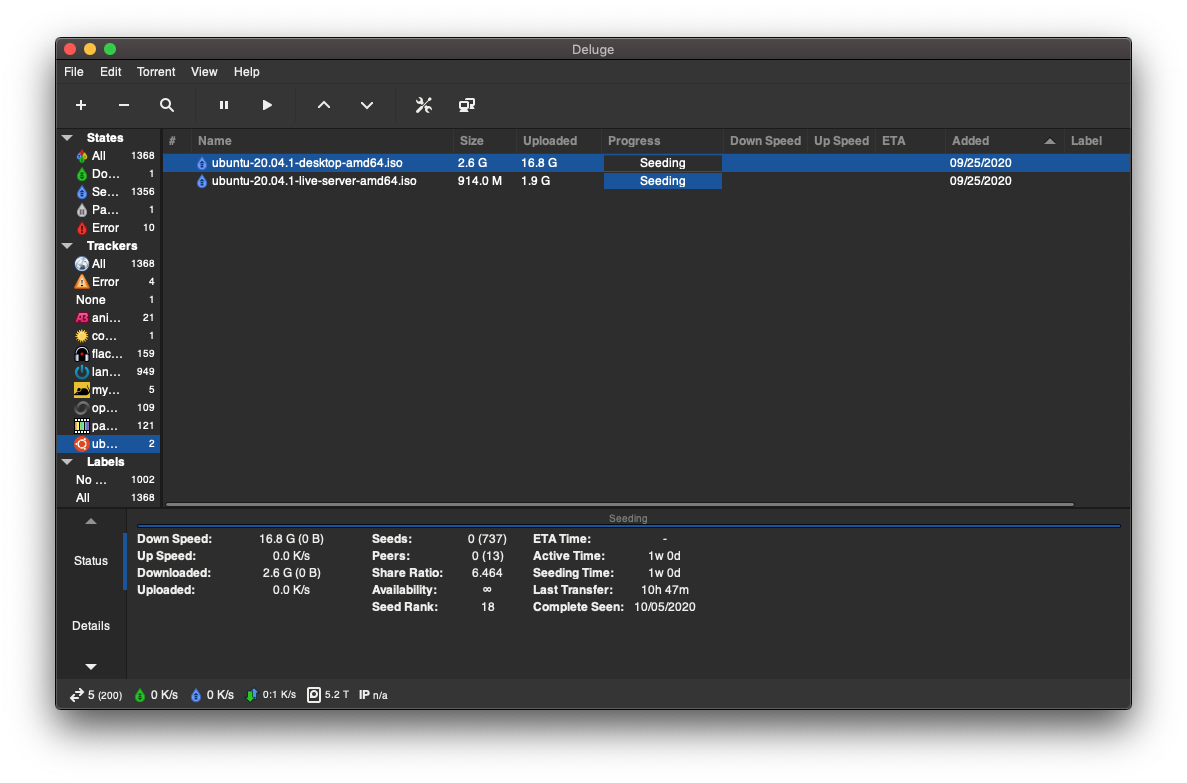 Deluge
File Edit Torrent View Help
States
All 1368
Do... 1
Se... 1356
Pa... 1
Error 10
Trackers
All 1368
Error 4
None 1
ani... 21
co... 1
flac... 159
lan... 949
my... 5
op... 109
pa... 121
ub... 2
Labels
No ... 1002
All 1368
# Name Size Uploaded Progress Down Speed Up Speed ETA Added Label
ubuntu-20.04.1-desktop-amd64.iso 2.6 G 16.8 G Seeding 09/25/2020
ubuntu-20.04.1-live-server-amd64.iso 914.0 M 1.9 G Seeding 09/25/2020
Status
Details
Seeding
Down Speed: 16.8 G (0 B) Seeds: 0 (737) ETA Time: -
Up Speed: 0.0 K/s Peers: 0 (13) Active Time: 1w 0d
Downloaded: 2.6 G (0 B) Share Ratio: 6.464 Seeding Time: 1w 0d
Uploaded: 0.0 K/s Availability: ∞ Last Transfer: 10h 47m
Seed Rank: 18 Complete Seen: 10/05/2020
5 (200) 0 K/s 0 K/s 0:1 K/s 5.2 T IP n/a